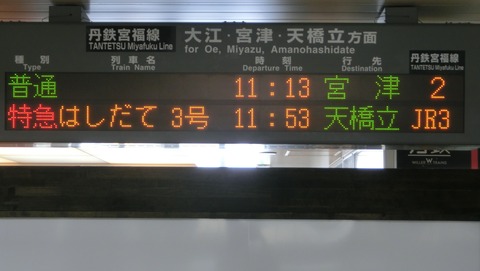 丹鉄宮福線
TANTETSU Miyafuku Line
大江・宮津・天橋立方面
for Oe, Miyazu, Amanohashidate
丹鉄宮福線
TANTETSU Miyafuku Line
種別 列車名 時刻 行先
Type Train Name Departure Time Destination
普通 11:13 宮津 2
特急 はしだて 3号 11:53 天橋立 JR3
WILLER TRAINS